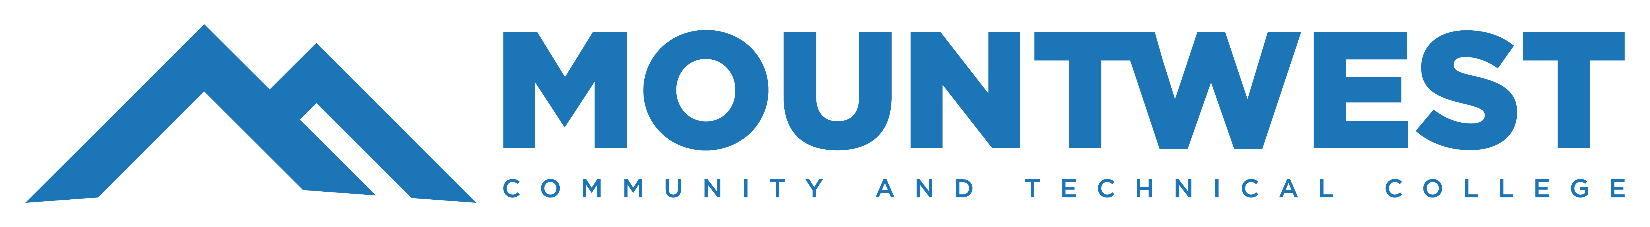 MOUNTWEST
COMMUNITY AND TECHNICAL COLLEGE